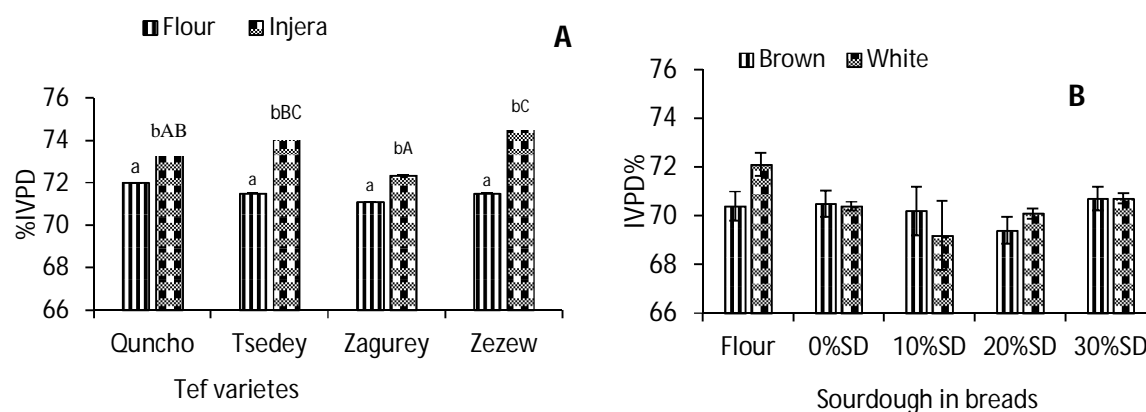 Flour Injera
A
%IVPD
76
74
72
70
68
66
a
bAB
a
bBC
a
bA
a
bC
Quncho Tsedey Zagurey Zezew
Tef varietes
Brown White
B
IVPD%
76
74
72
70
68
66
Flour 0%SD 10%SD 20%SD 30%SD
Sourdough in breads